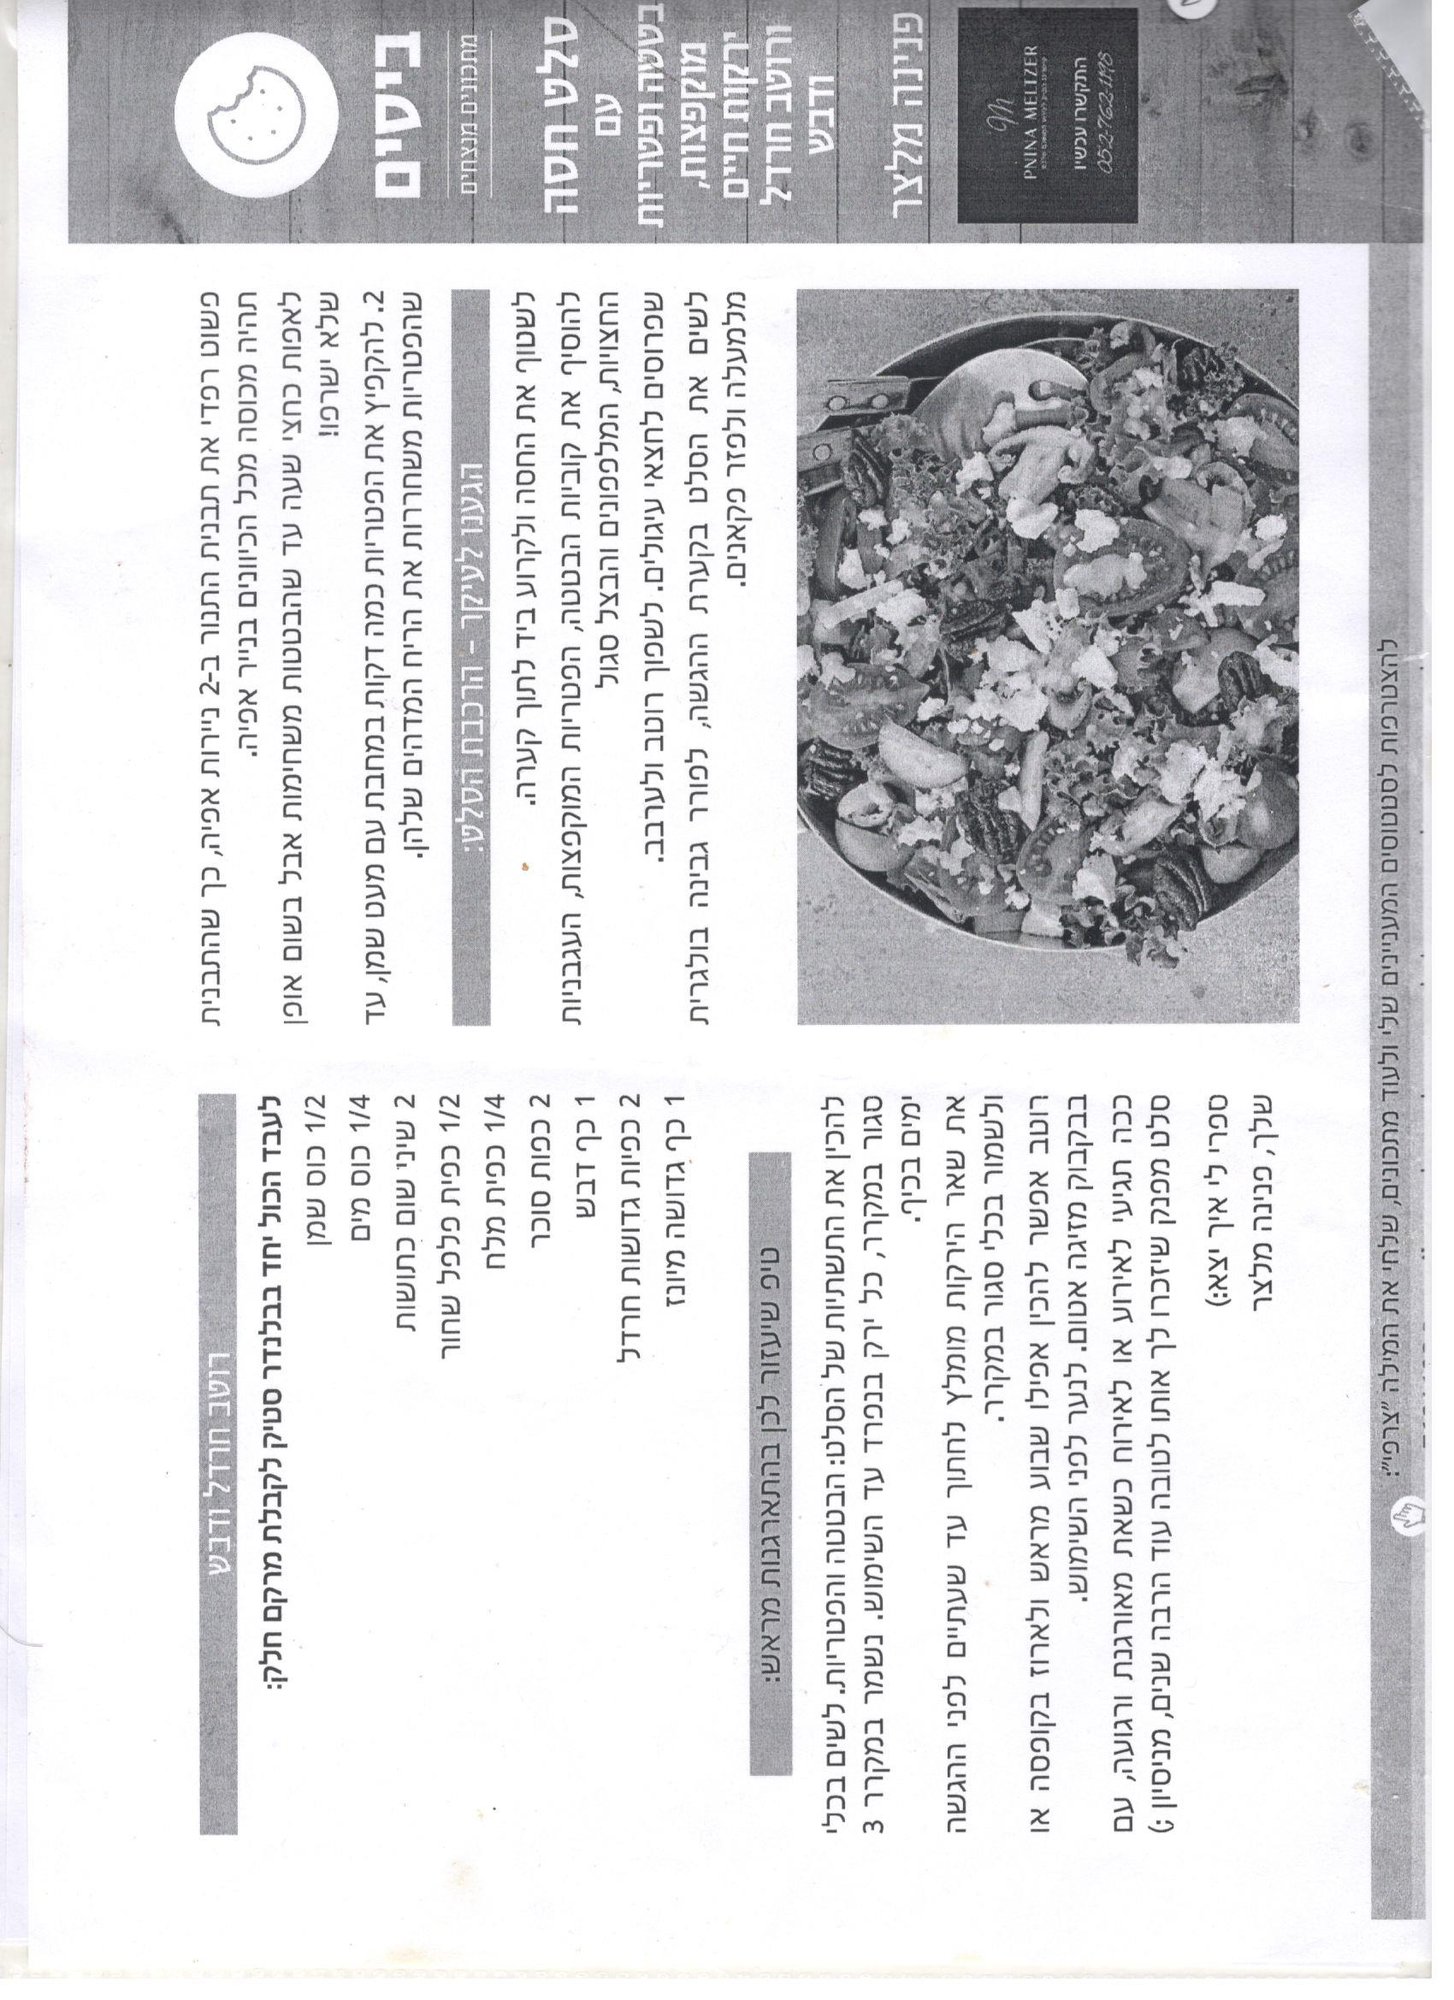 ביטים
מתכונים מנצחים
סלט חסה
עם
בטטה ופטריות
מוקפצות,
ירקות חיים
ורוטב חרדל
ודבש
פנינה מלצר
PNINA MELTZER
התקשרו עכשיו
פשוט רפדי את תבנית התנור ב-2 ניירות אפיה, כך שהתבנית
תהיה מכוסה מכל הכיוונים בנייר אפיה.
לאפות כחצי שעה עד שהבטטות משחימות אבל בשום אופן
שלא ישרפו!
2. להקפיץ את הפטריות כמה דקות במחבת עם מעט שמן, עד
שהפטריות משחררות את הריח המדהים שלהן.
והגענו לעיקר – הרכבת הסלט:
לשטוף את החסה ולקרוע ביד לתוך קערה.
להוסיף את קוביות הבטטה, הפטריות המוקפצות, העגבניות
החצויות, המלפפונים והבצל סגול
שפרוסים לחצאי עיגולים. לשפוך רוטב ולערבב.
לשים את הסלט בקערת ההגשה, לפורר גבינה בולגרית
מלמעלה ולפזר פקאנים.
רוטב חרדל ודבש
לעבד הכול יחד בבלנדר סטיק לקבלת מרקם חלק:
1/2 כוס שמן
1/4 כוס מים
2 שיני שום כתושות
1/2 כפית פלפל שחור
1/4 כפית מלח
2 כפות סוכר
1 כף דבש
2 כפיות גדושות חרדל
1 כף גדושה מיונז
טיפ שיעזור לכן בהתארגנות מראש:
להכין את התשתיות של הסלט: הבטטה והפטריות. לשים בכלי
סגור במקרר, כל ירק בנפרד עד השימוש. נשמר במקרר 3
ימים בכיף.
את שאר הירקות מומלץ לחתוך עד שעתיים לפני ההגשה
ולשמור בכלי סגור במקרר.
רוטב אפשר להכין אפילו שבוע מראש ולארוז בקופסה או
בבקבוק מזיגה אטום. לנער לפני השימוש.
ככה תגיעי לאירוע או לאירוח כשאת מאורגנת ורגועה, עם
סלט מפנק שיזכרו לך אותו לטובה עוד הרבה שנים, מניסיון :)
ספרי לי איך יצא:)
שלך, פנינה מלצר
להצטרפות לסטטוסים המעניינים שלי ולעוד מתכונים, שלחי את המילה "צרפי":